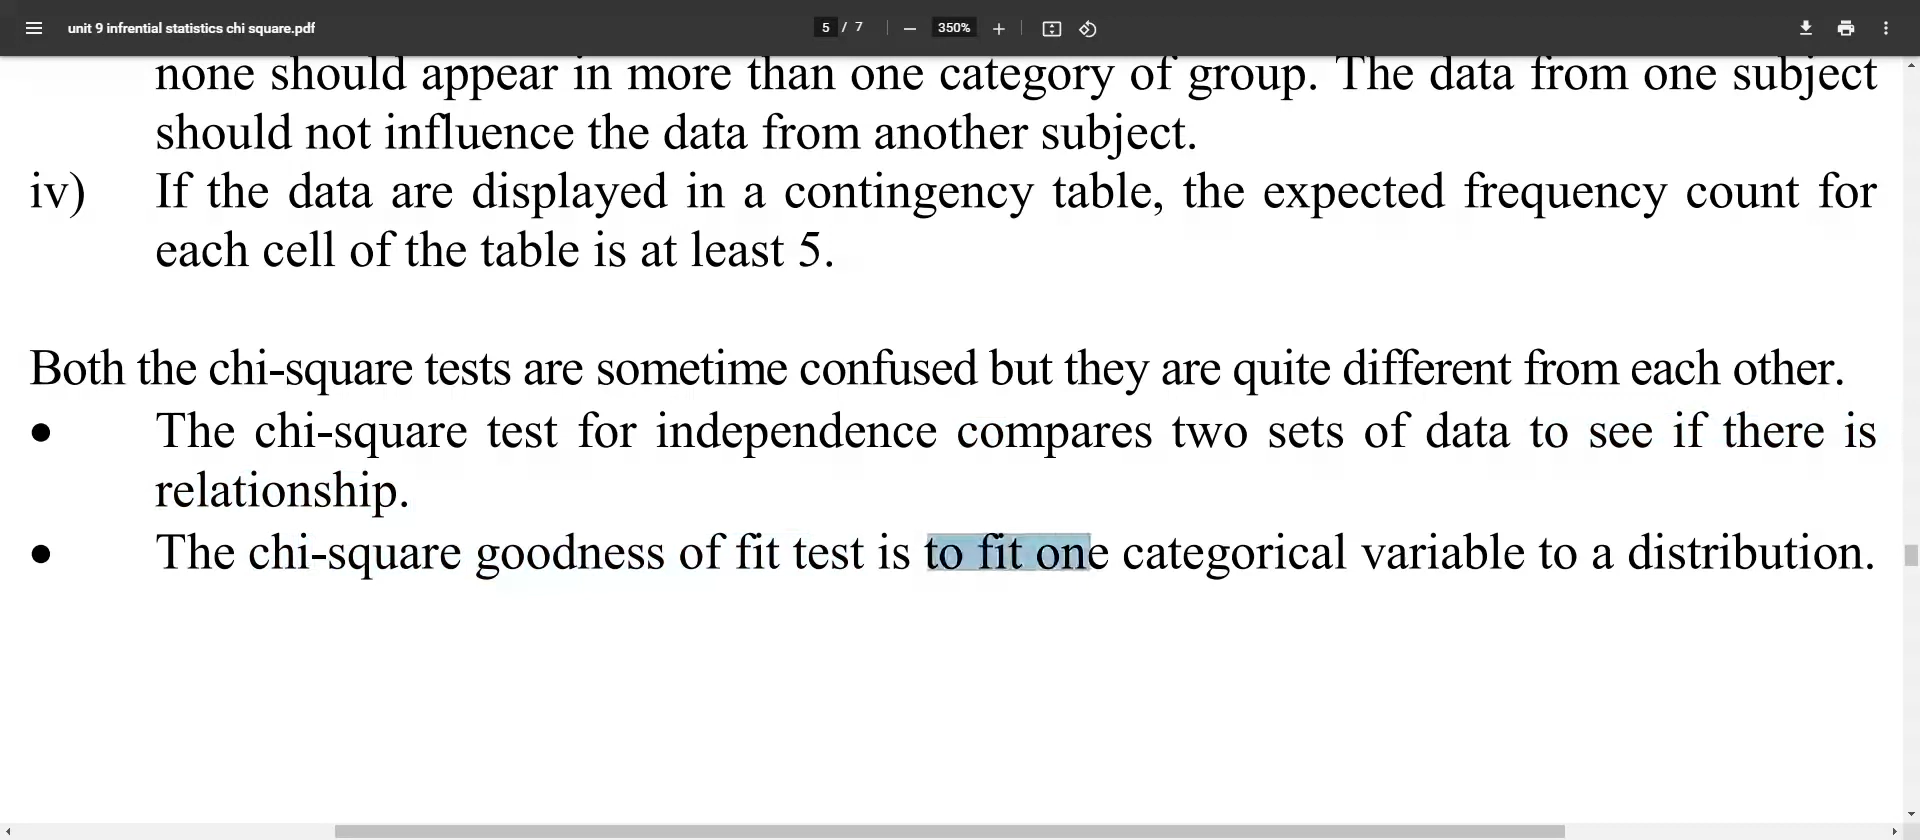 unit 9 infrential statistics chi square.pdf
5 / 7
350%
none should appear in more than one category of group. The data from one subject
should not influence the data from another subject.
iv) If the data are displayed in a contingency table, the expected frequency count for
each cell of the table is at least 5.
Both the chi-square tests are sometime confused but they are quite different from each other.
● The chi-square test for independence compares two sets of data to see if there is
relationship.
● The chi-square goodness of fit test is to fit one categorical variable to a distribution.